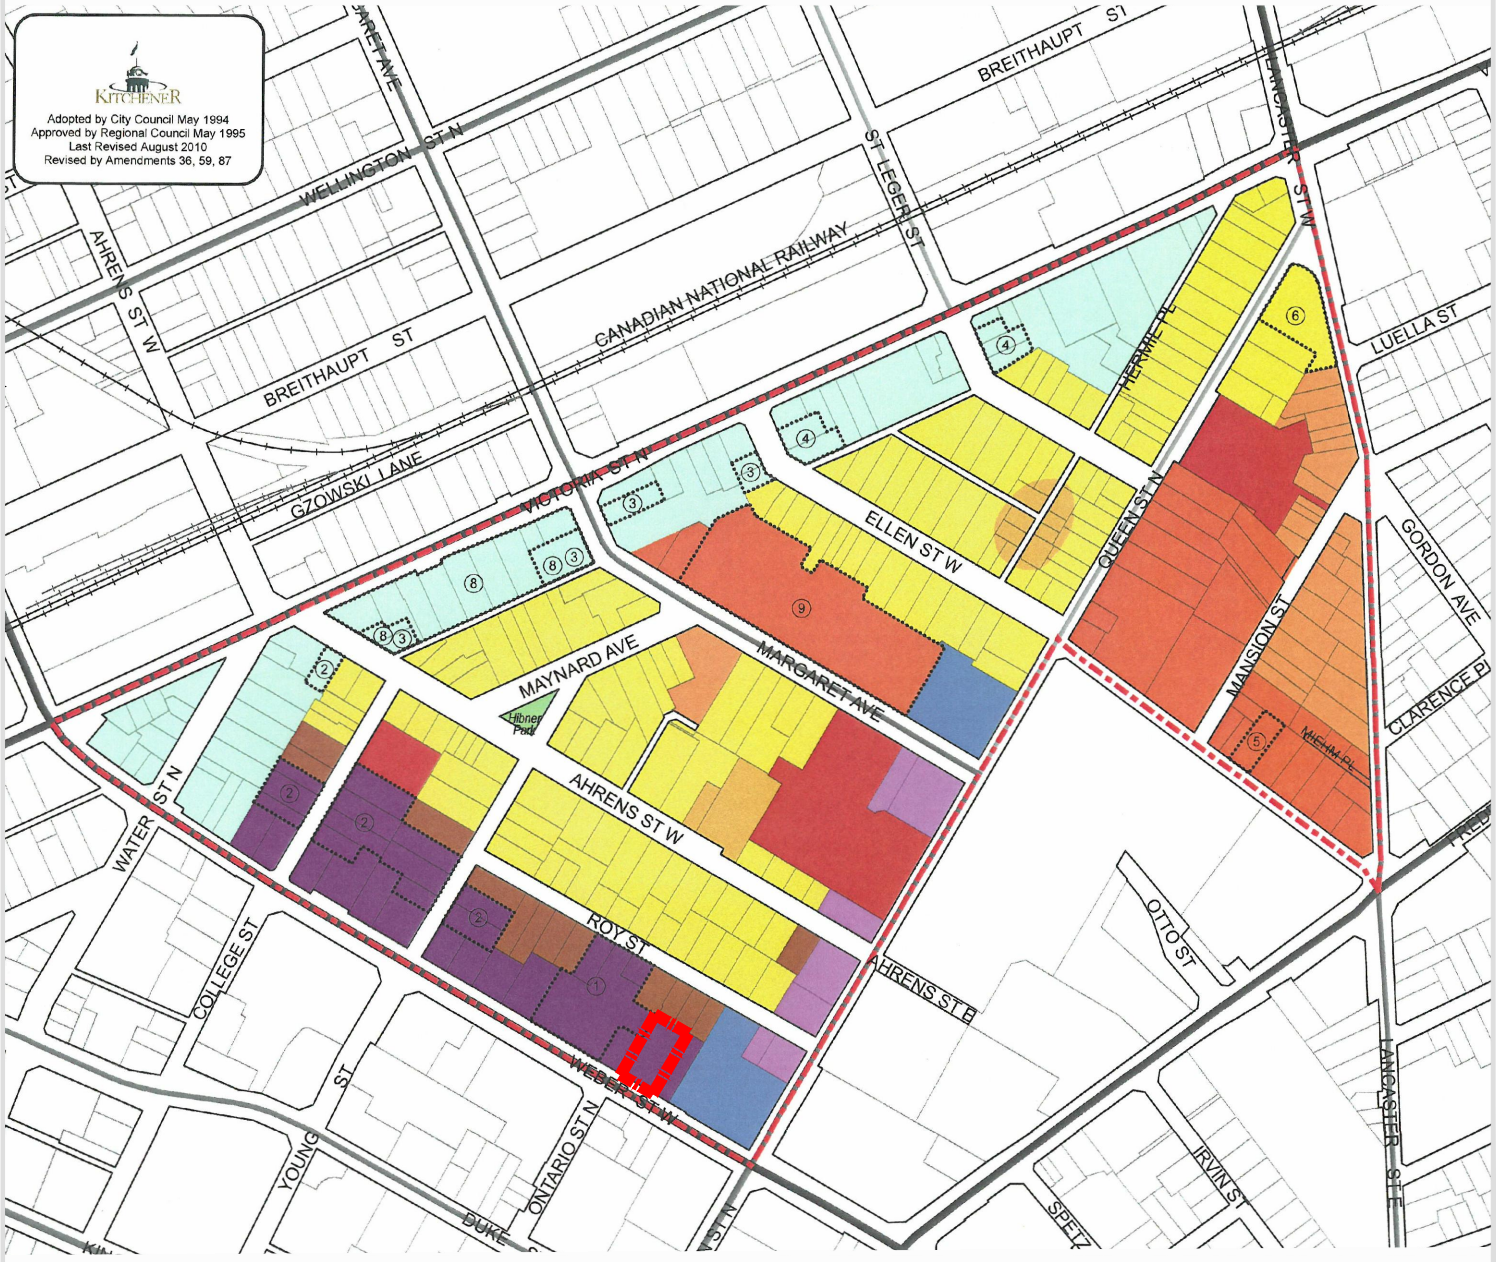 KITCHENER
Adopted by City Council May 1994
Approved by Regional Council May 1995
Last Revised August 2010
Revised by Amendments 36, 59, 87
BREITHAUPT ST
LANCASTER ST W
WELLINGTON ST N
ST LEGER ST
AHRENS ST W
CANADIAN NATIONAL RAILWAY
BREITHAUPT ST
HERMIE PL
LUELLA ST
6
4
4
GZOWSKI LANE
VICTORIA ST N
3
3
ELLEN ST W
QUEEN ST N
GORDON AVE
8
8
3
8
3
9
MANSION ST
MAYNARD AVE
MARGARET AVE
2
CLARENCE P
Hibner
Park
5
MIEHM PL
WATER ST N
2
2
AHRENS ST W
2
ROY ST
OTTO ST
COLLEGE ST
1
AHRENS ST E
WEBER ST W
YOUNG ST
ONTARIO ST N
LANCASTER ST E
IRVIN ST
DUKE
SPETZ